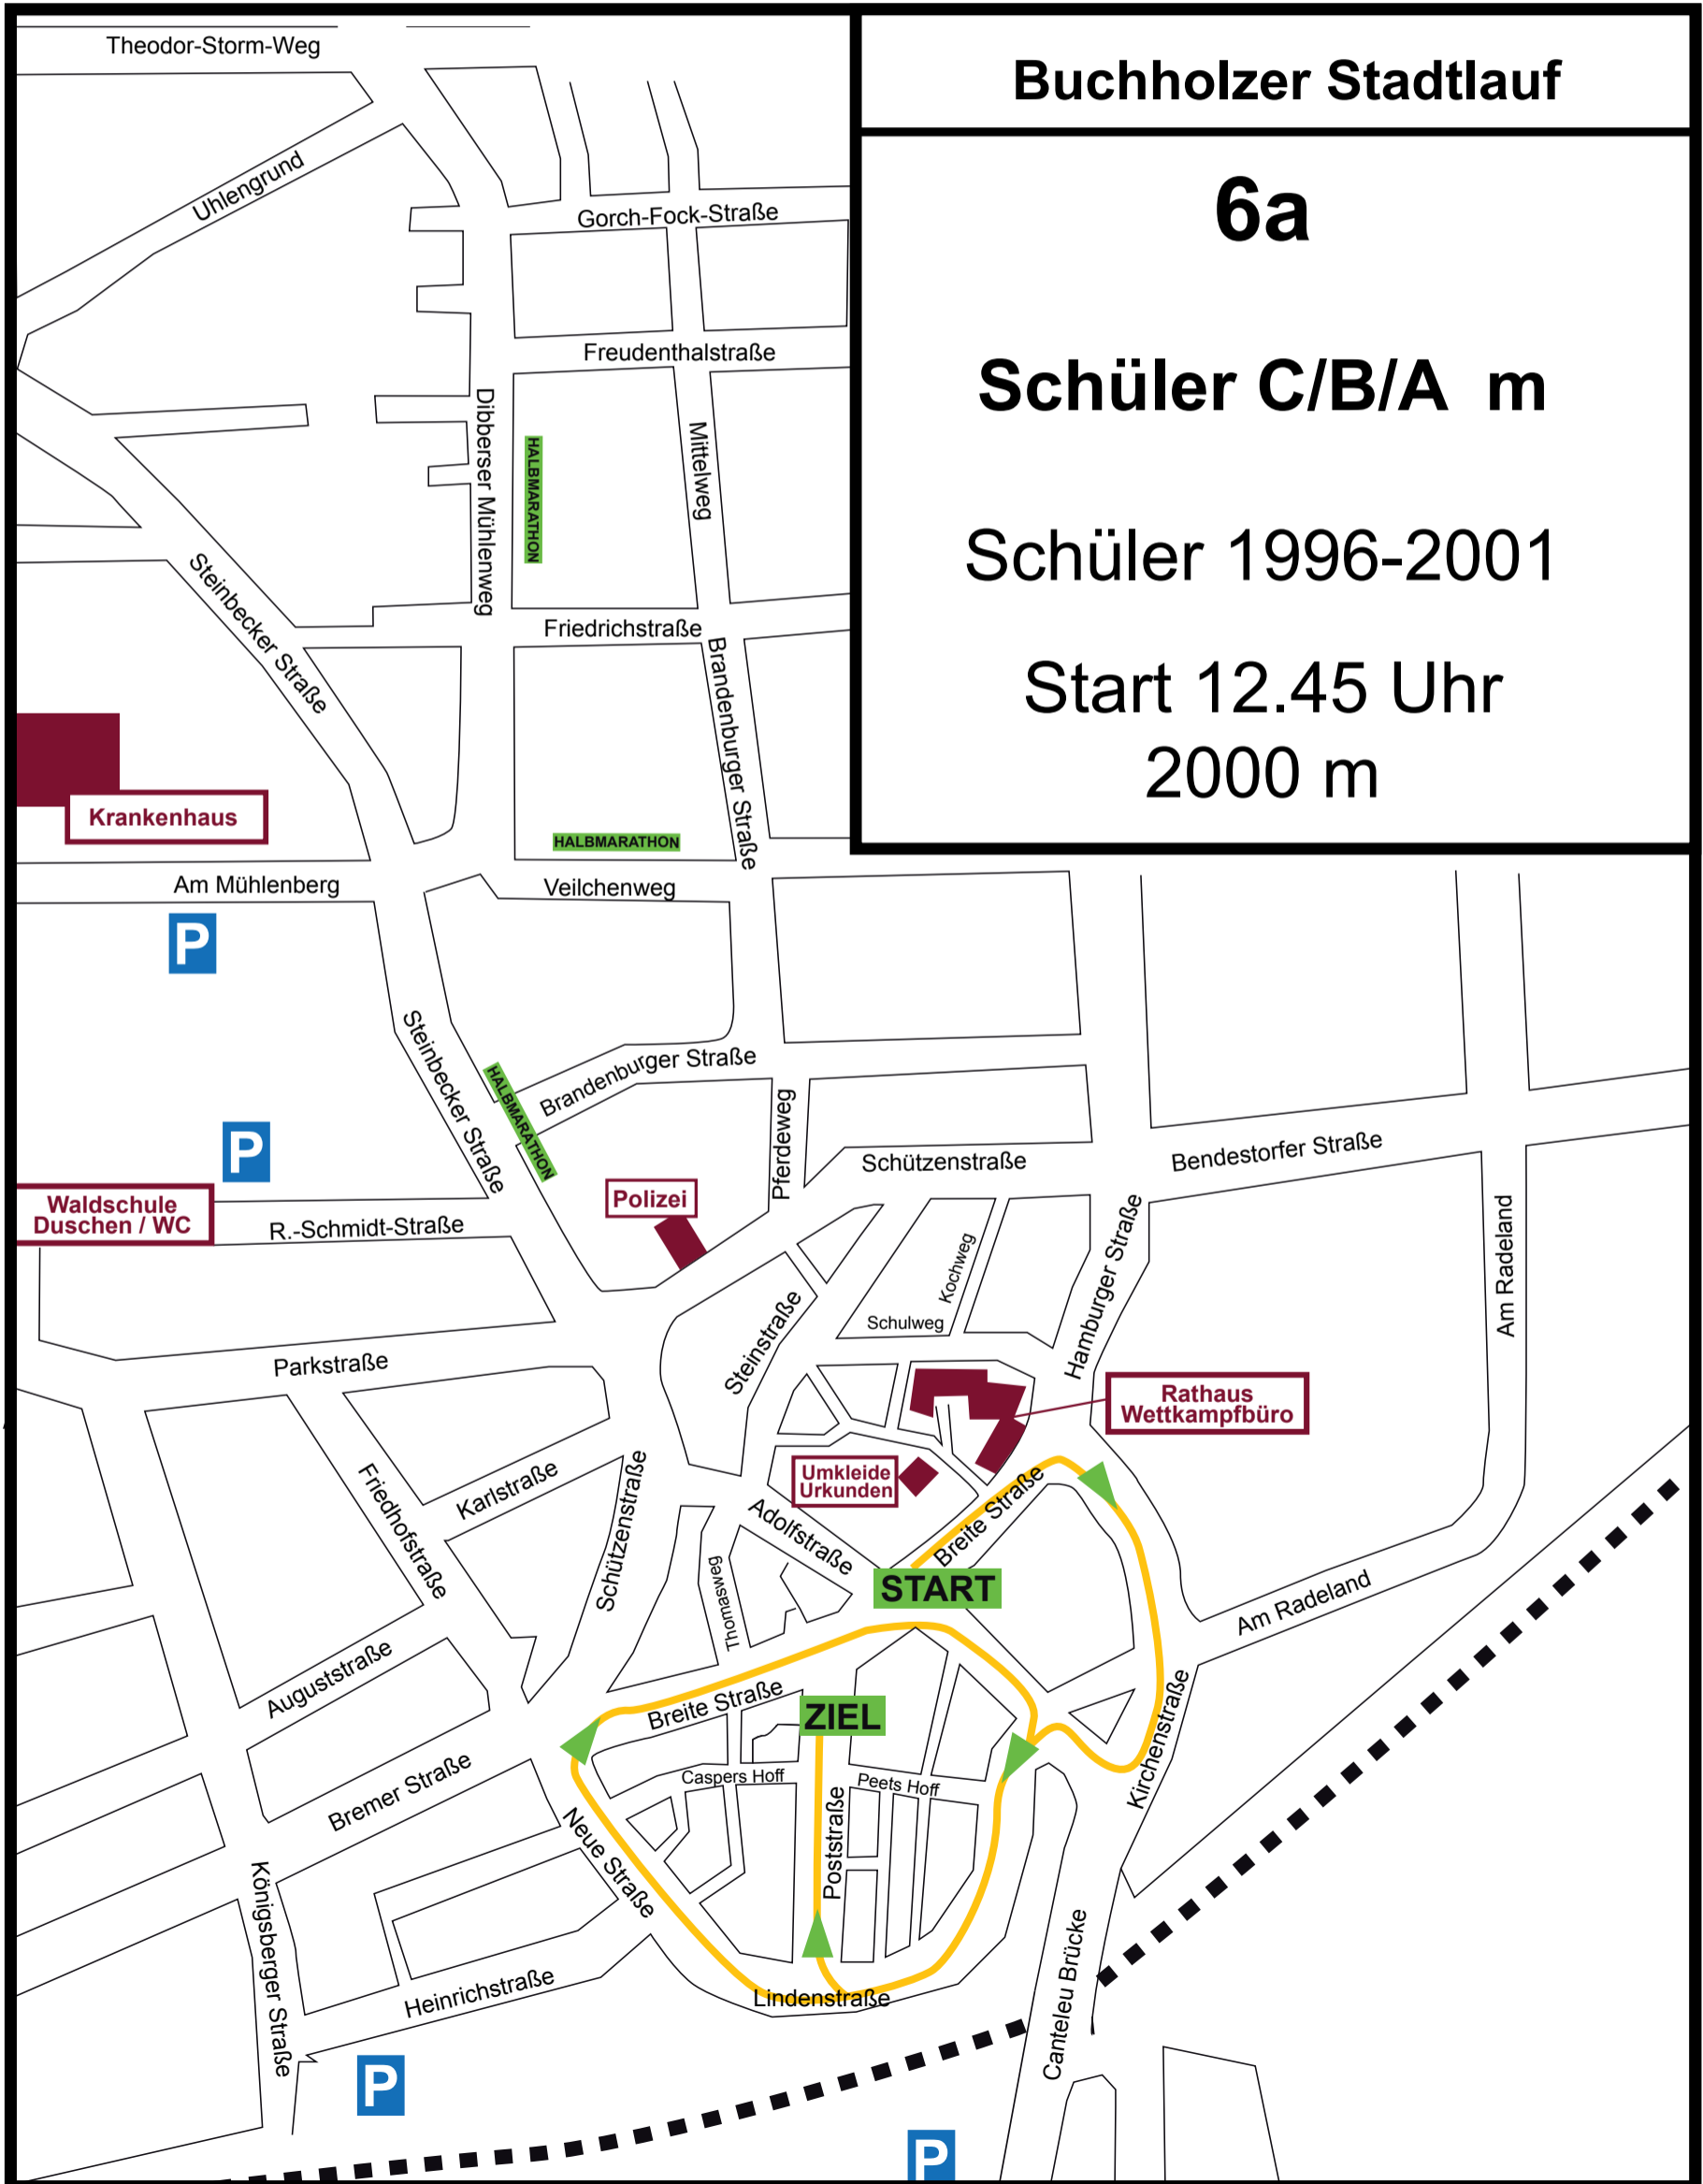 Theodor-Storm-Weg
Buchholzer Stadtlauf
6a
Schüler C/B/A  m
Schüler 1996-2001
Start 12.45 Uhr
2000 m
Uhlengrund
Gorch-Fock-Straße
Freudenthalstraße
Dibberser Mühlenweg
HALBMARATHON
Mittelweg
Steinbecker Straße
Friedrichstraße
Brandenburger Straße
Krankenhaus
HALBMARATHON
Am Mühlenberg
Veilchenweg
P
Steinbecker Straße
HALBMARATHON
Brandenburger Straße
Pferdeweg
P
Schützenstraße
Bendestorfer Straße
Waldschule
Duschen / WC
R.-Schmidt-Straße
Polizei
Kochweg
Hamburger Straße
Am Radeland
Schulweg
Steinstraße
Parkstraße
Rathaus
Wettkampfbüro
Friedhofstraße
Karlstraße
Schützenstraße
Umkleide
Urkunden
Adolfstraße
Breite Straße
Thomasweg
START
Am Radeland
Auguststraße
Breite Straße
ZIEL
Kirchenstraße
Bremer Straße
Caspers Hoff
Peets Hoff
Neue Straße
Poststraße
Königsberger Straße
Heinrichstraße
Lindenstraße
Canteleu Brücke
P
P